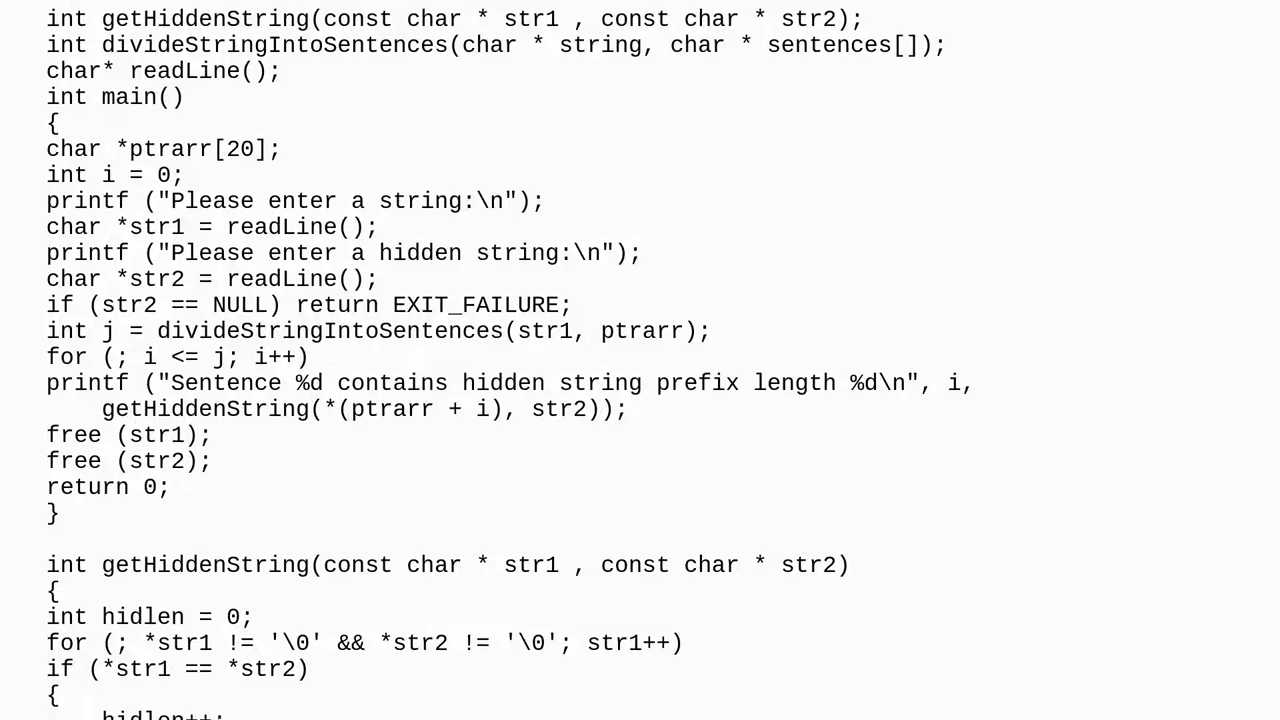 int getHiddenString(const char * str1 , const char * str2);
int divideStringIntoSentences(char * string, char * sentences[]);
char* readLine();
int main()
{
char *ptrarr[20];
int i = 0;
printf ("Please enter a string:\n");
char *str1 = readLine();
printf ("Please enter a hidden string:\n");
char *str2 = readLine();
if (str2 == NULL) return EXIT_FAILURE;
int j = divideStringIntoSentences(str1, ptrarr);
for (; i <= j; i++)
printf ("Sentence %d contains hidden string prefix length %d\n", i,
    getHiddenString(*(ptrarr + i), str2));
free (str1);
free (str2);
return 0;
}

int getHiddenString(const char * str1 , const char * str2)
{
int hidlen = 0;
for (; *str1 != '\0' && *str2 != '\0'; str1++)
if (*str1 == *str2)
{
    hidlen++;